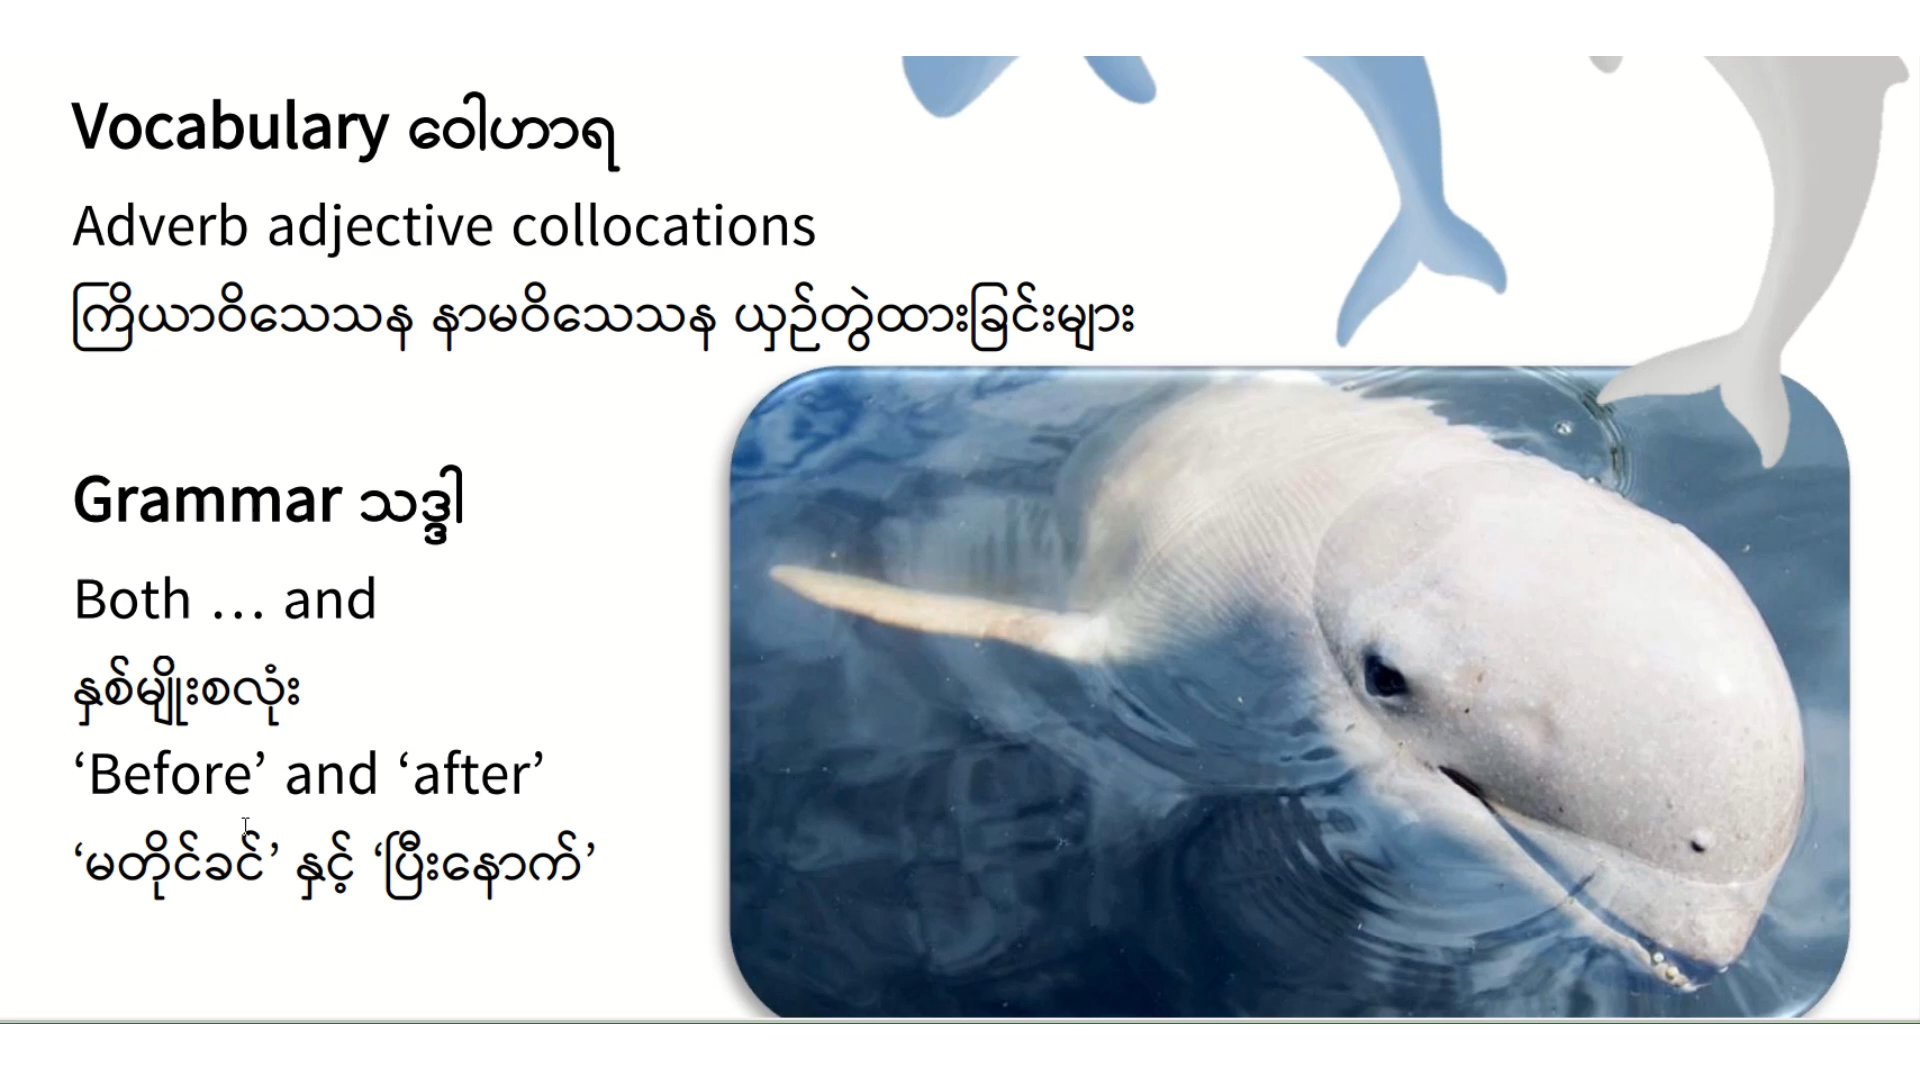 Vocabulary ဝေါဟာရ
Adverb adjective collocations
ကြိယာဝိသေသန နာမဝိသေသန ယှဉ်တွဲထားခြင်းများ
Grammar သဒ္ဒါ
Both … and
နှစ်မျိုးစလုံး
‘Before’ and ‘after’
‘မတိုင်ခင်’ နှင့် ‘ပြီးနောက်’